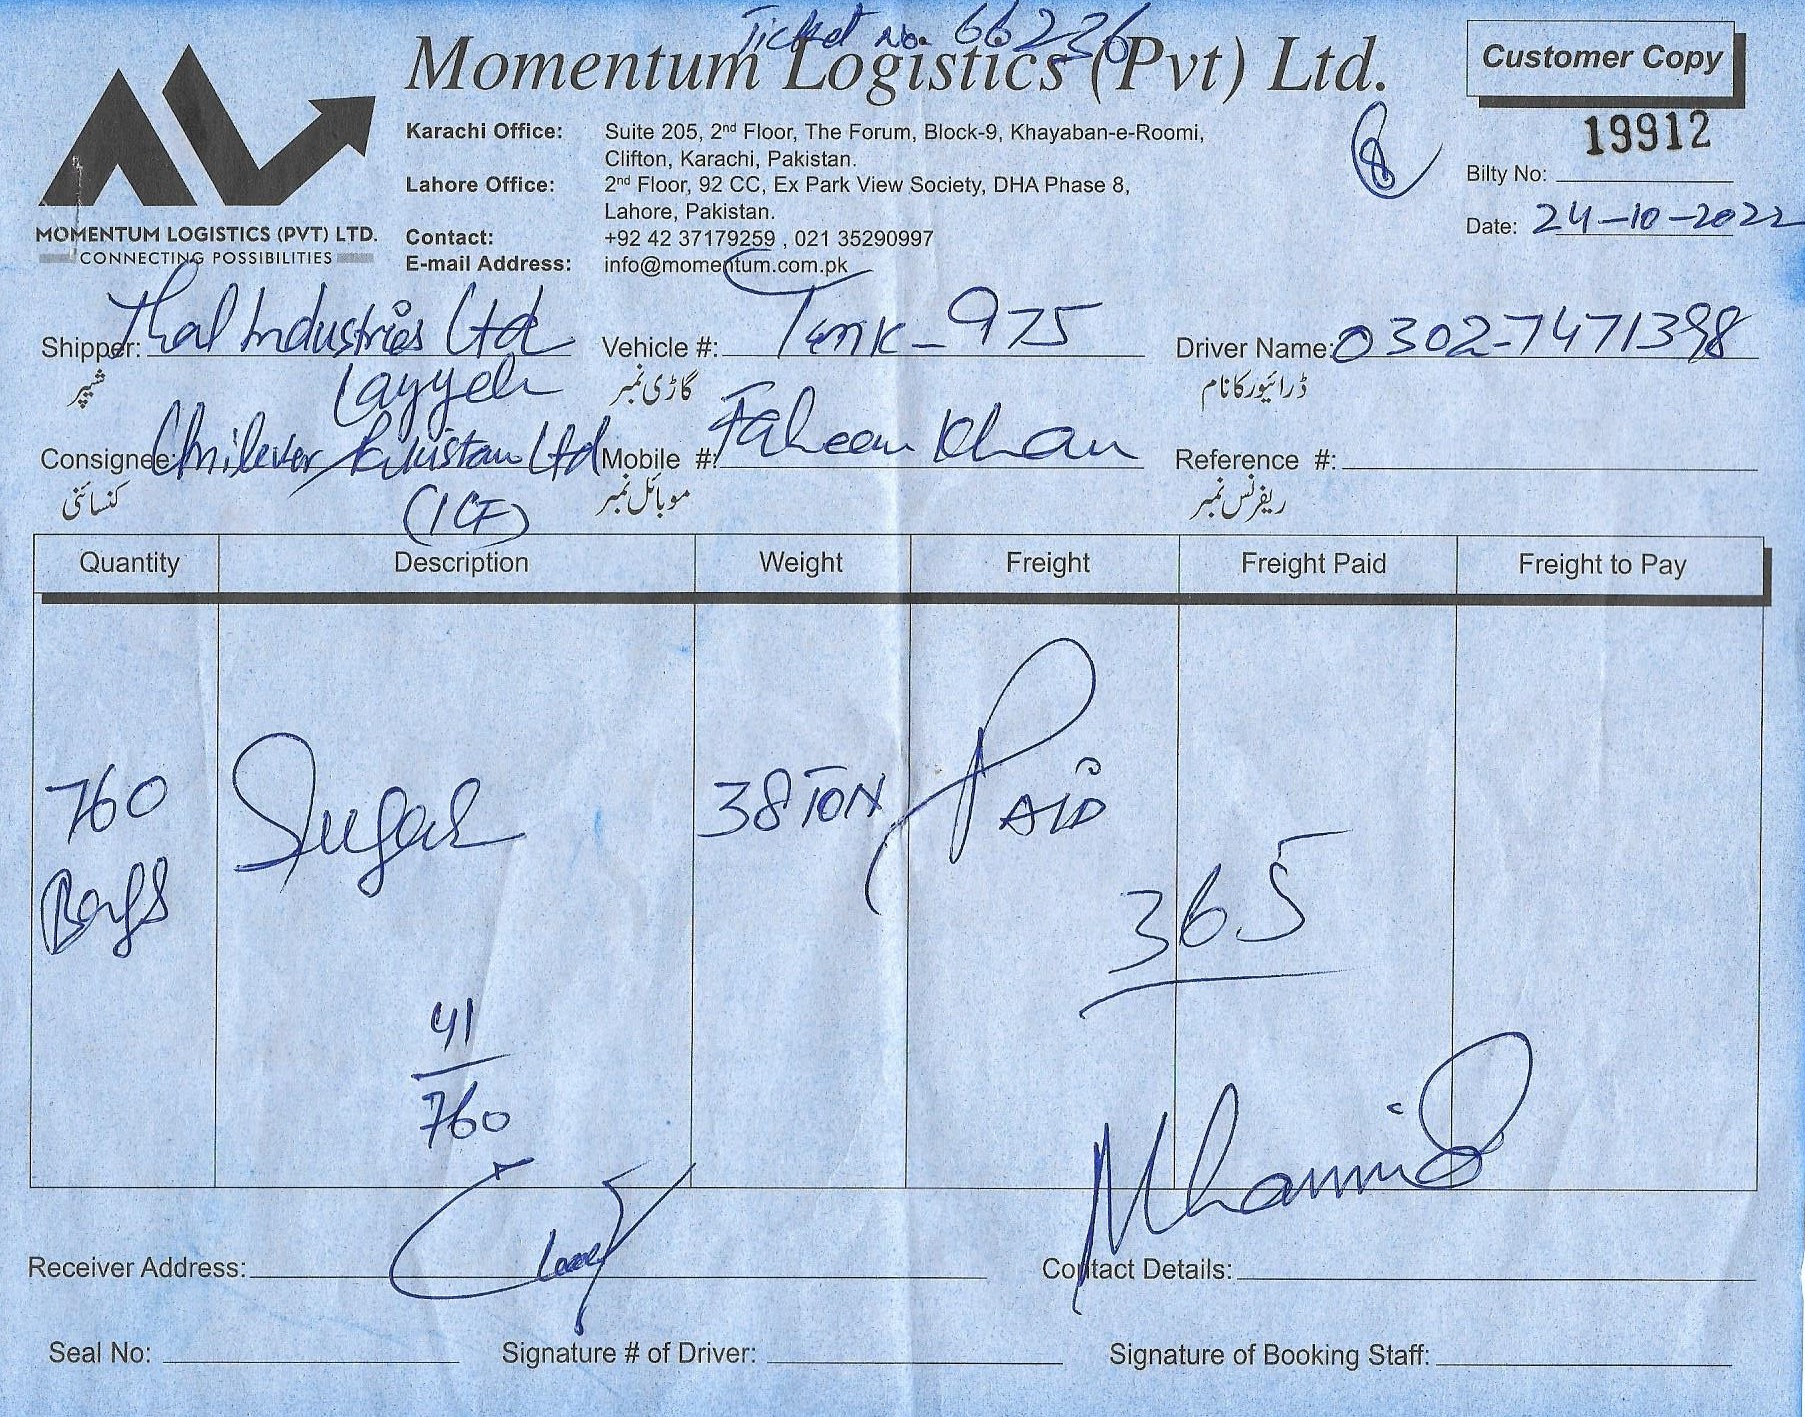 Ticket No. 66236
Momentum Logistics (Pvt) Ltd.
Customer Copy
Karachi Office: Suite 205, 2nd Floor, The Forum, Block-9, Khayaban-e-Roomi,
Clifton, Karachi, Pakistan.
Lahore Office: 2nd Floor, 92 CC, Ex Park View Society, DHA Phase 8,
Lahore, Pakistan.
Contact: +92 42 37179259 , 021 35290997
E-mail Address: info@momentum.com.pk
MOMENTUM LOGISTICS (PVT) LTD.
CONNECTING POSSIBILITIES
19912
Bilty No:
Date: 24-10-2022
Shipper: Thal Industries Ltd
Layyah
شپپر
Vehicle #: -975
گاڑی نمبر
Driver Name: 0302-7471398
ڈرائیور کا نام
Consignee: Unilever Pakistan Ltd
کنسائنی
Mobile #: Faheem Khan
موبائل نمبر
Reference #:
ریفرنس نمبر
Quantity Description Weight Freight Freight Paid Freight to Pay
760 Sugar 38 TON PAID
Bags
365
41
760
Receiver Address: Contact Details:
Seal No: Signature # of Driver: Signature of Booking Staff: